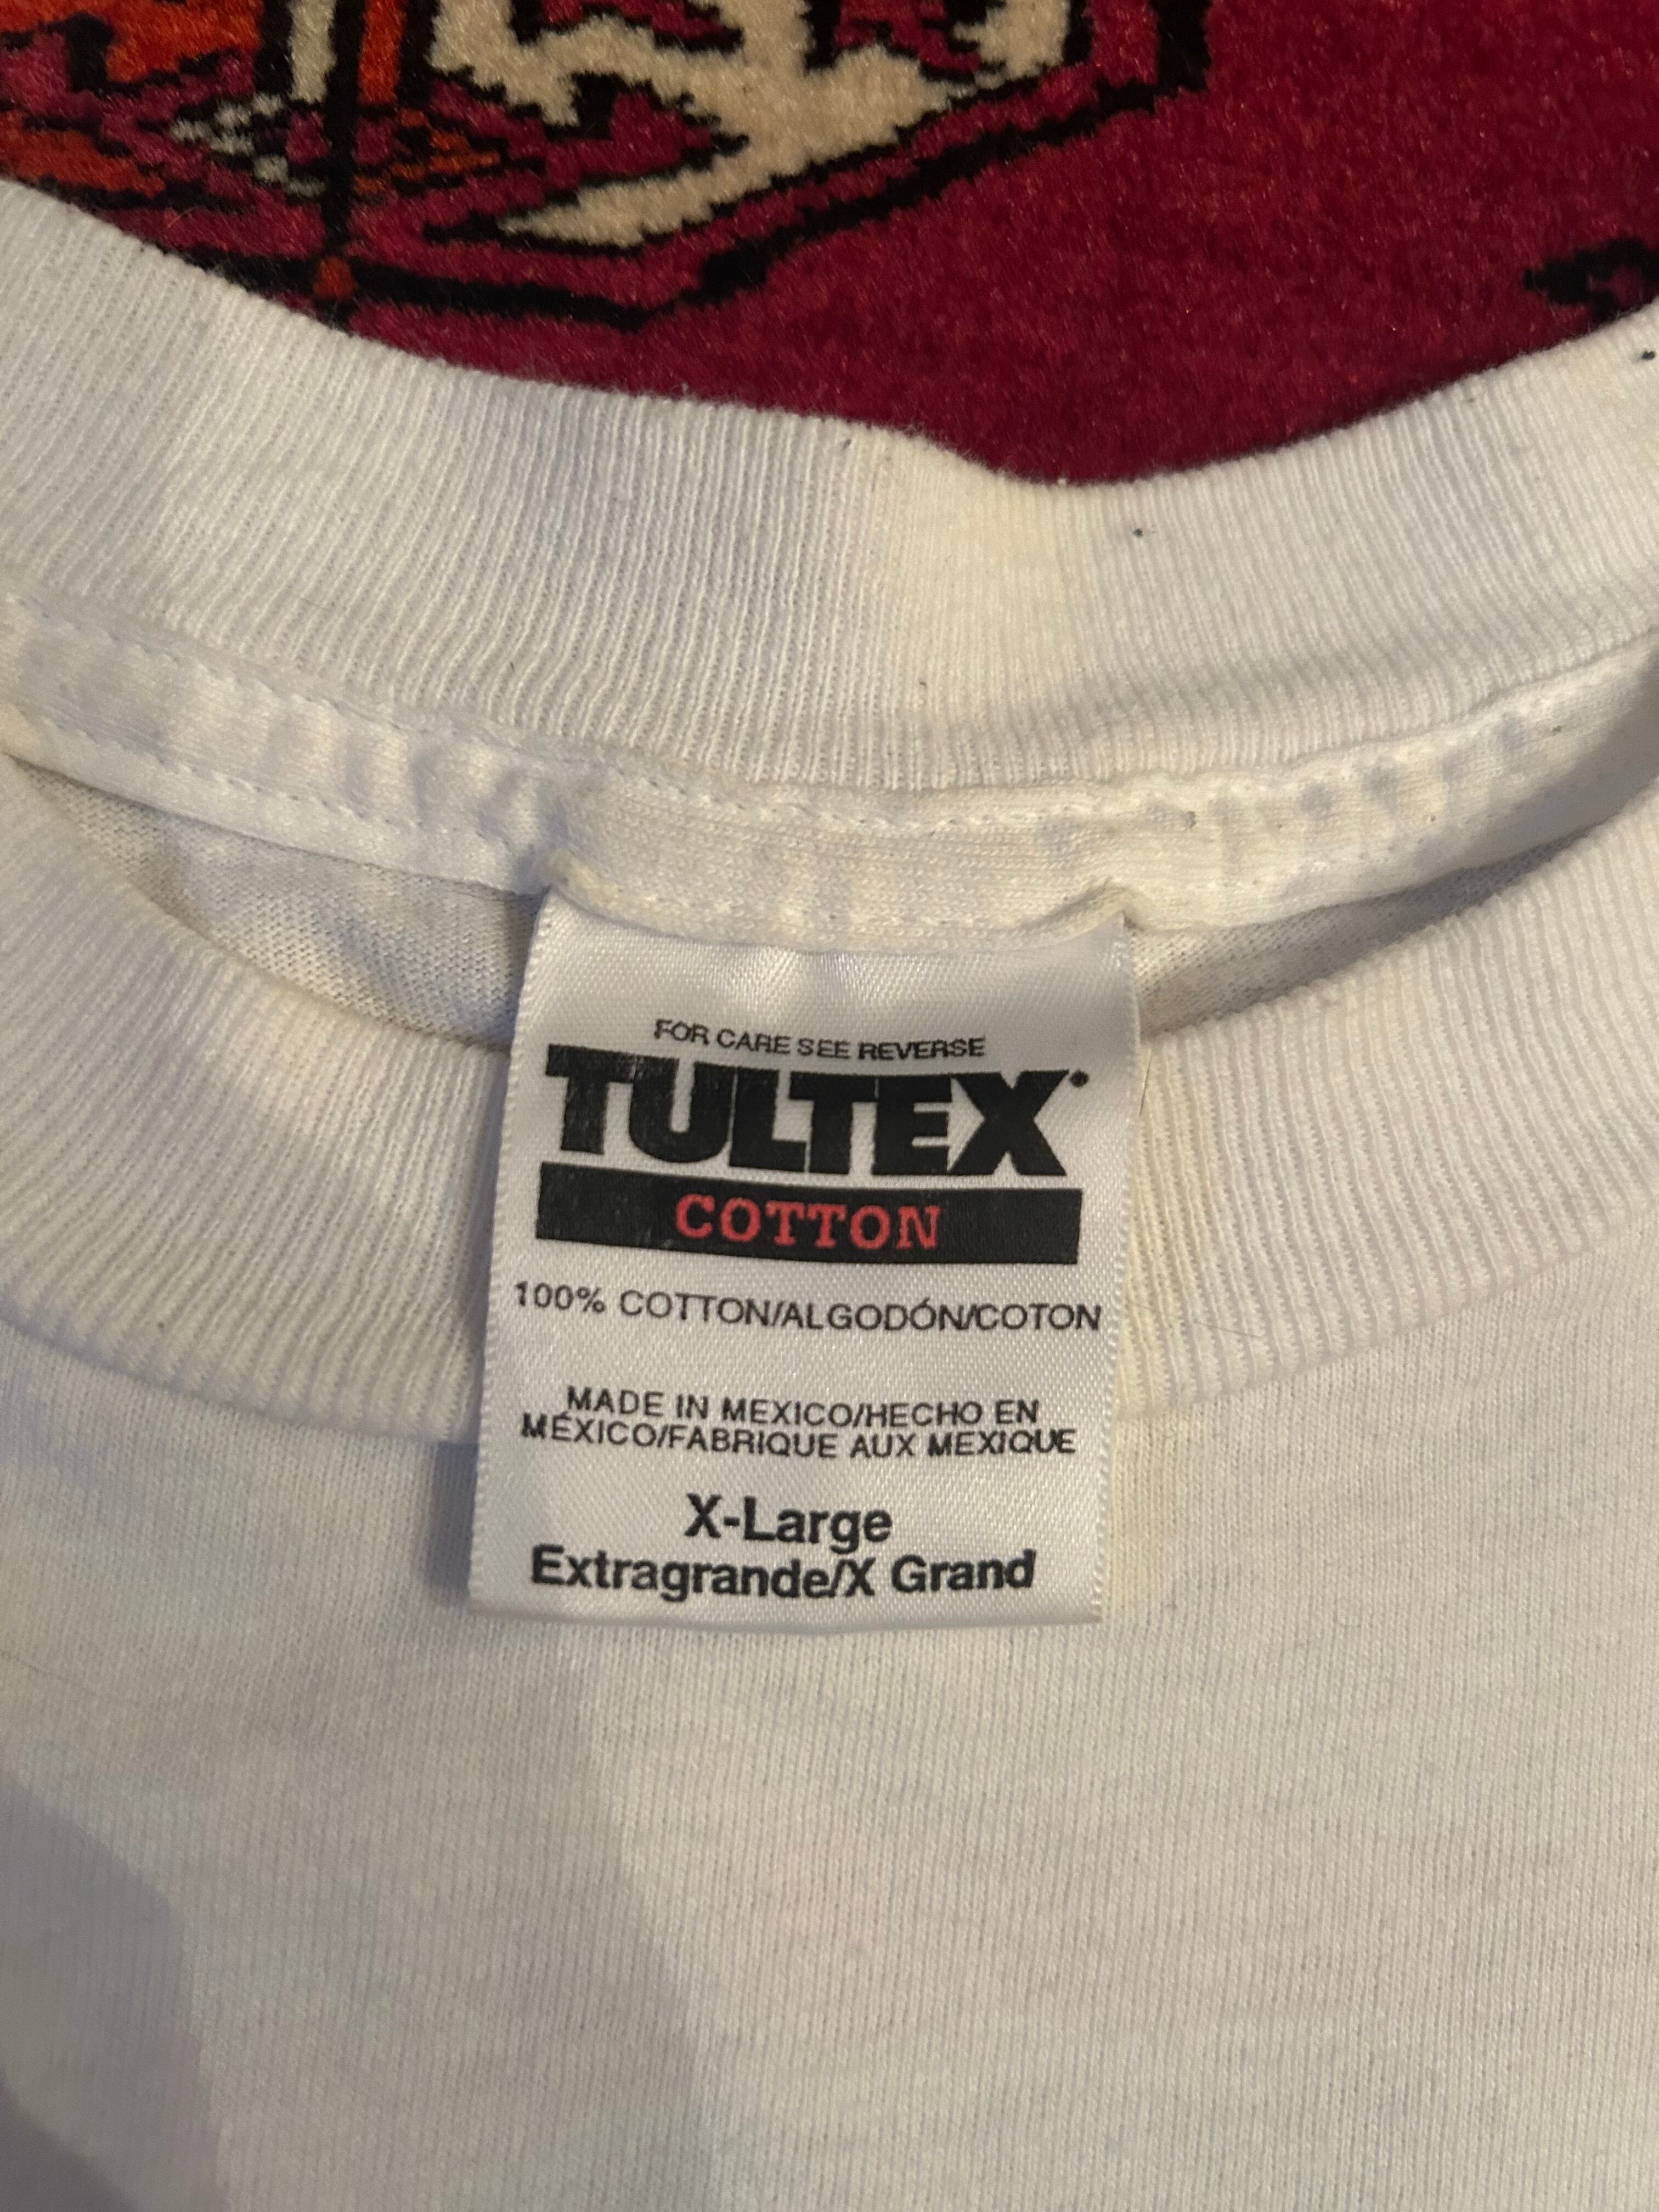 FOR CARE SEE REVERSE
TULTEX
COTTON
100% COTTON/ALGODÓN/COTON
MADE IN MEXICO/HECHO EN
MÉXICO/FABRIQUE AUX MEXIQUE
X-Large
Extragrande/X Grand